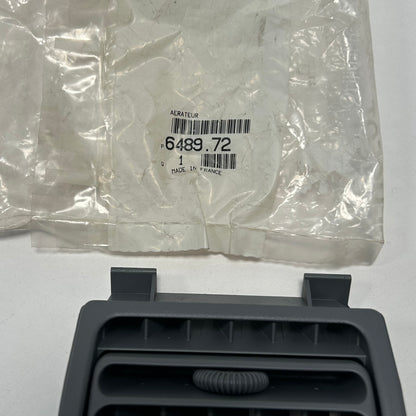 AERATEUR
P 6489.72
Q 1
MADE IN FRANCE